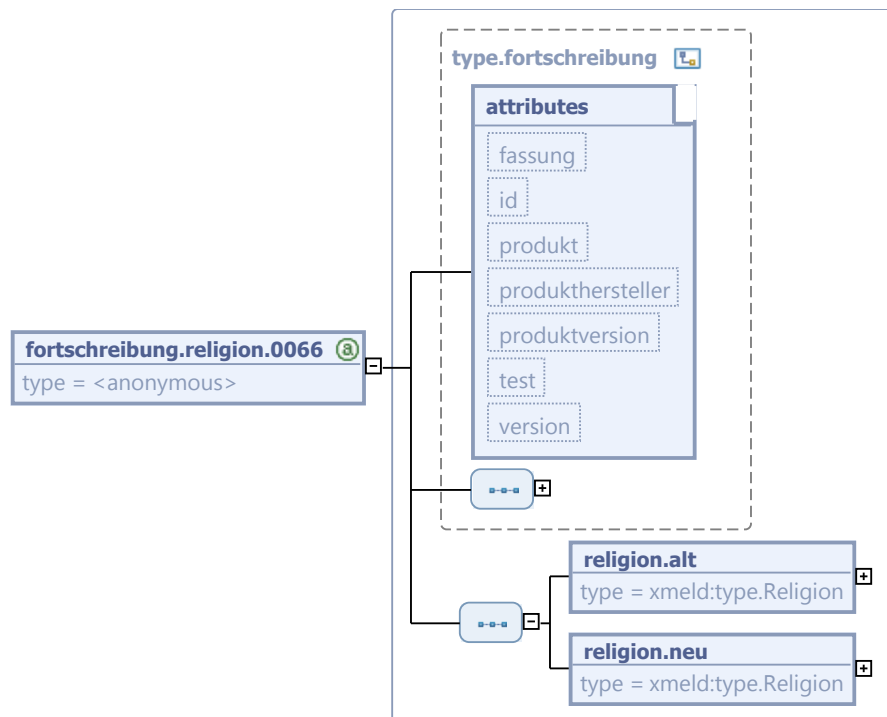 type.fortschreibung
attributes
fassung
id
produkt
produkthersteller
produktversion
test
version
fortschreibung.religion.0066 a
type = <anonymous>
religion.alt
type = xmeld:type.Religion
religion.neu
type = xmeld:type.Religion